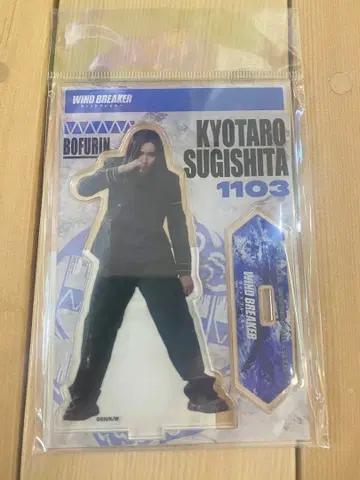 WIND BREAKER
BOFURIN
KYOTARO
SUGISHITA
1103
WIND BREAKER